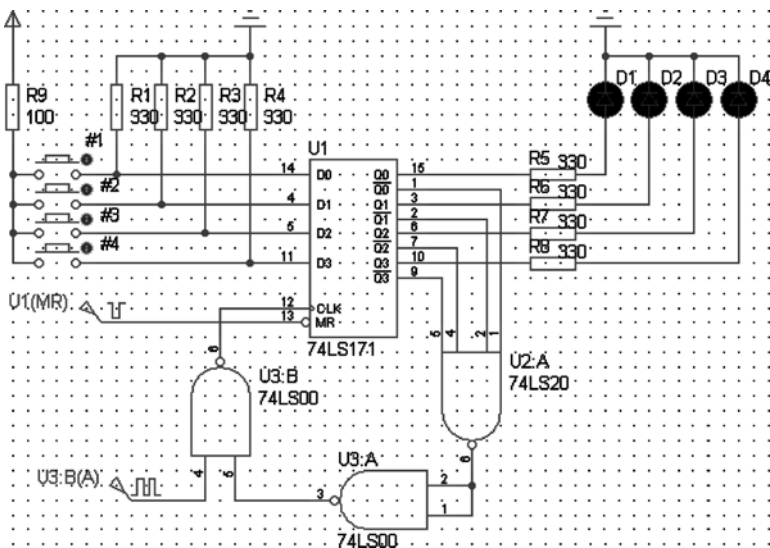 R9
100
R1
330
R2
330
R3
330
R4
330
D1
D2
D3
D4
#1
#2
#3
#4
U1
14
D0
4
D1
5
D2
11
D3
12
CLK
13
MR
Q0
15
Q0
1
Q1
3
Q1
2
Q2
6
Q2
7
Q3
10
Q3
9
74LS171
R5
330
R6
330
R7
330
R8
330
U1(MR)
5
4
2
1
U2:A
74LS20
6
6
U3:B
74LS00
4
5
U3:B(A)
U3:A
3
2
1
74LS00